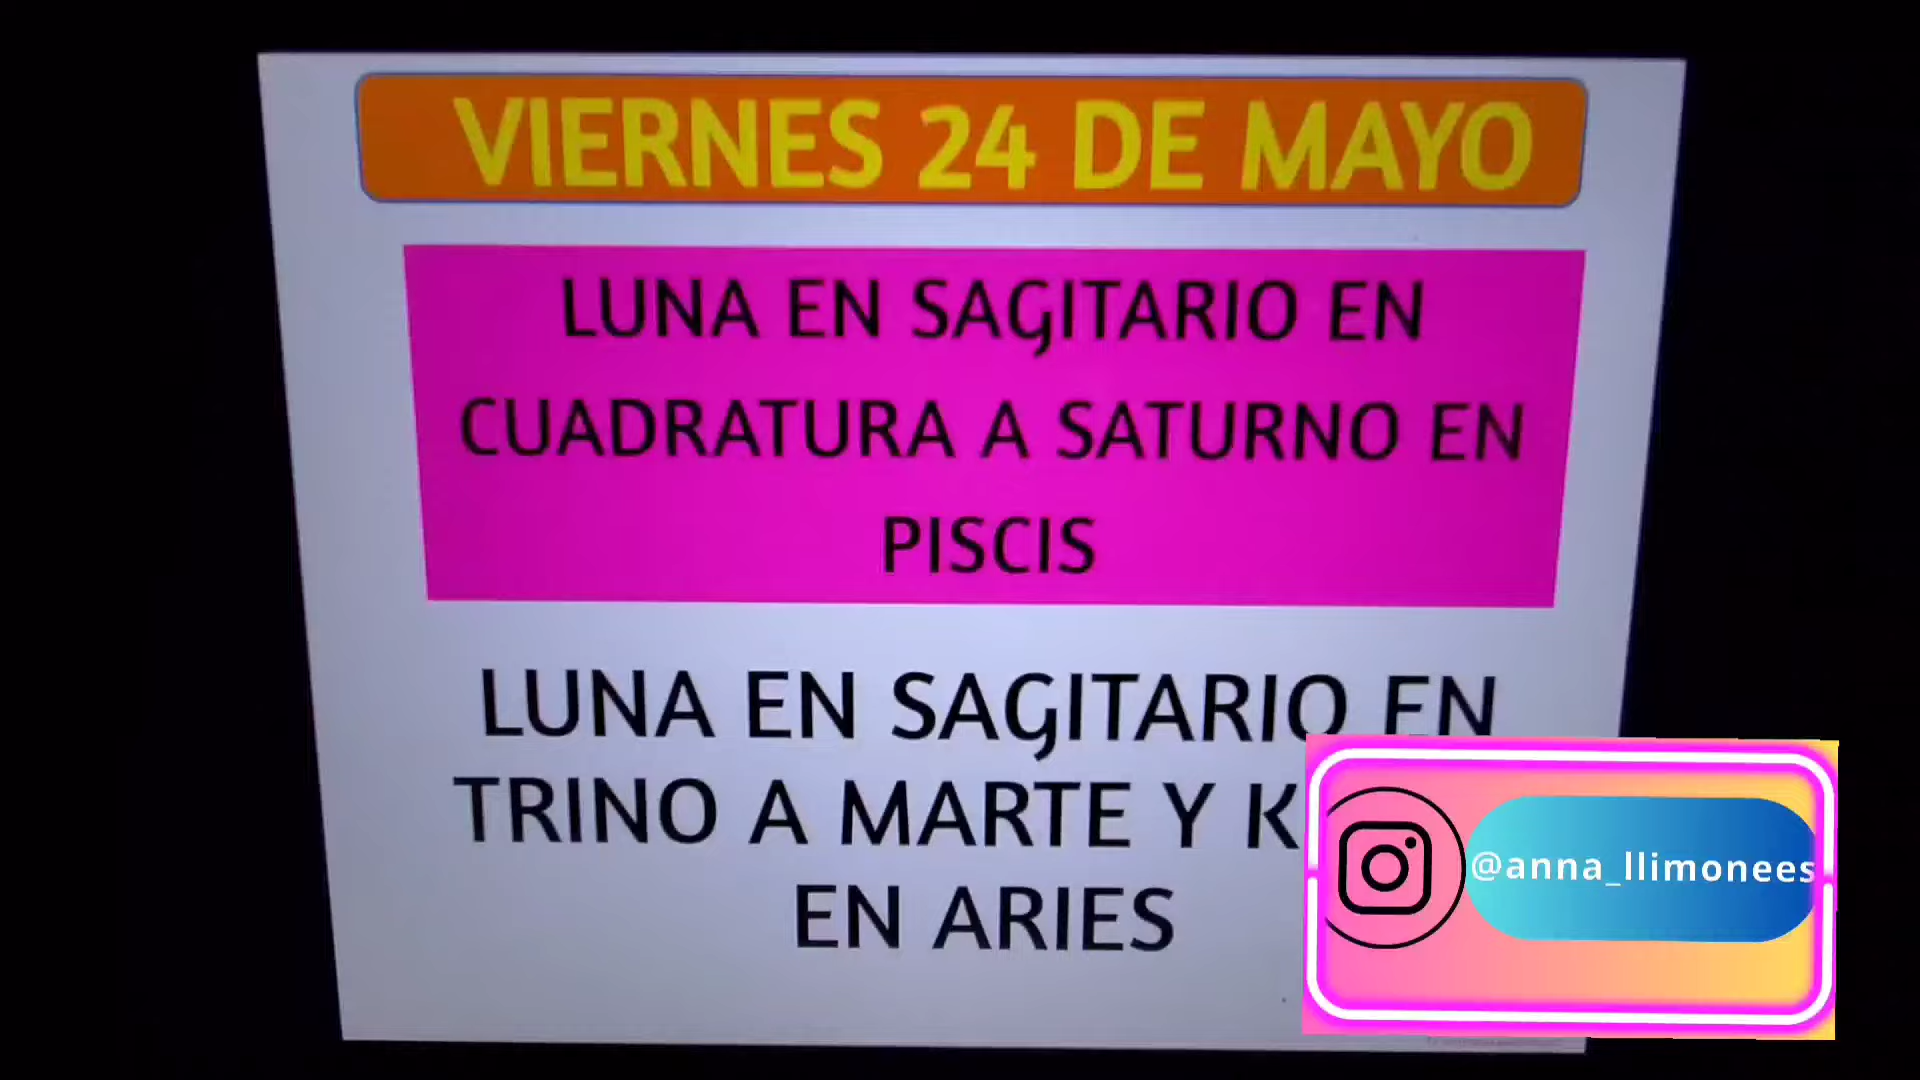 VIERNES 24 DE MAYO
LUNA EN SAGITARIO EN
CUADRATURA A SATURNO EN
PISCIS
LUNA EN SAGITARIO EN
TRINO A MARTE Y
EN ARIES
@anna_llimonees